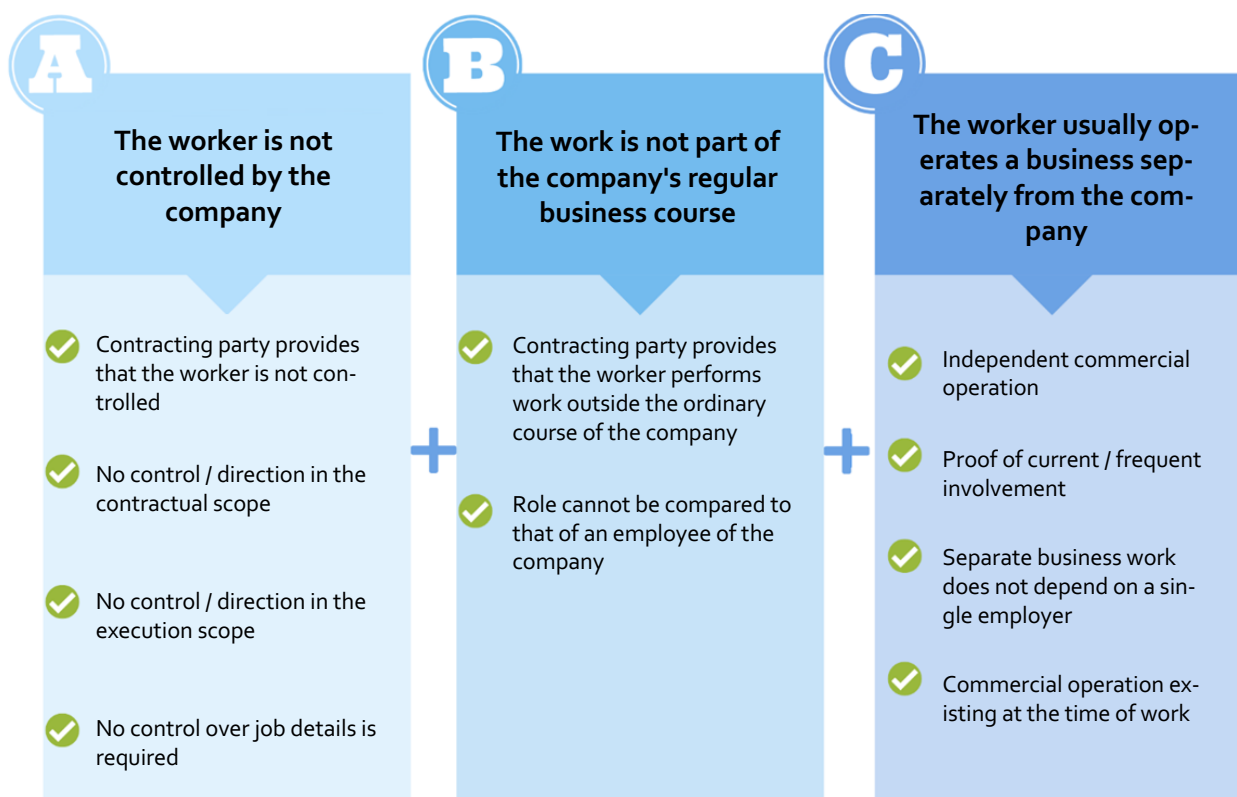 A
The worker is not
controlled by the
company
Contracting party provides
that the worker is not con-
trolled
No control / direction in the
contractual scope
No control / direction in the
execution scope
No control over job details is
required
+
B
The work is not part of
the company's regular
business course
Contracting party provides
that the worker performs
work outside the ordinary
course of the company
Role cannot be compared to
that of an employee of the
company
+
C
The worker usually op-
erates a business sep-
arately from the com-
pany
Independent commercial
operation
Proof of current / frequent
involvement
Separate business work
does not depend on a sin-
gle employer
Commercial operation ex-
isting at the time of work